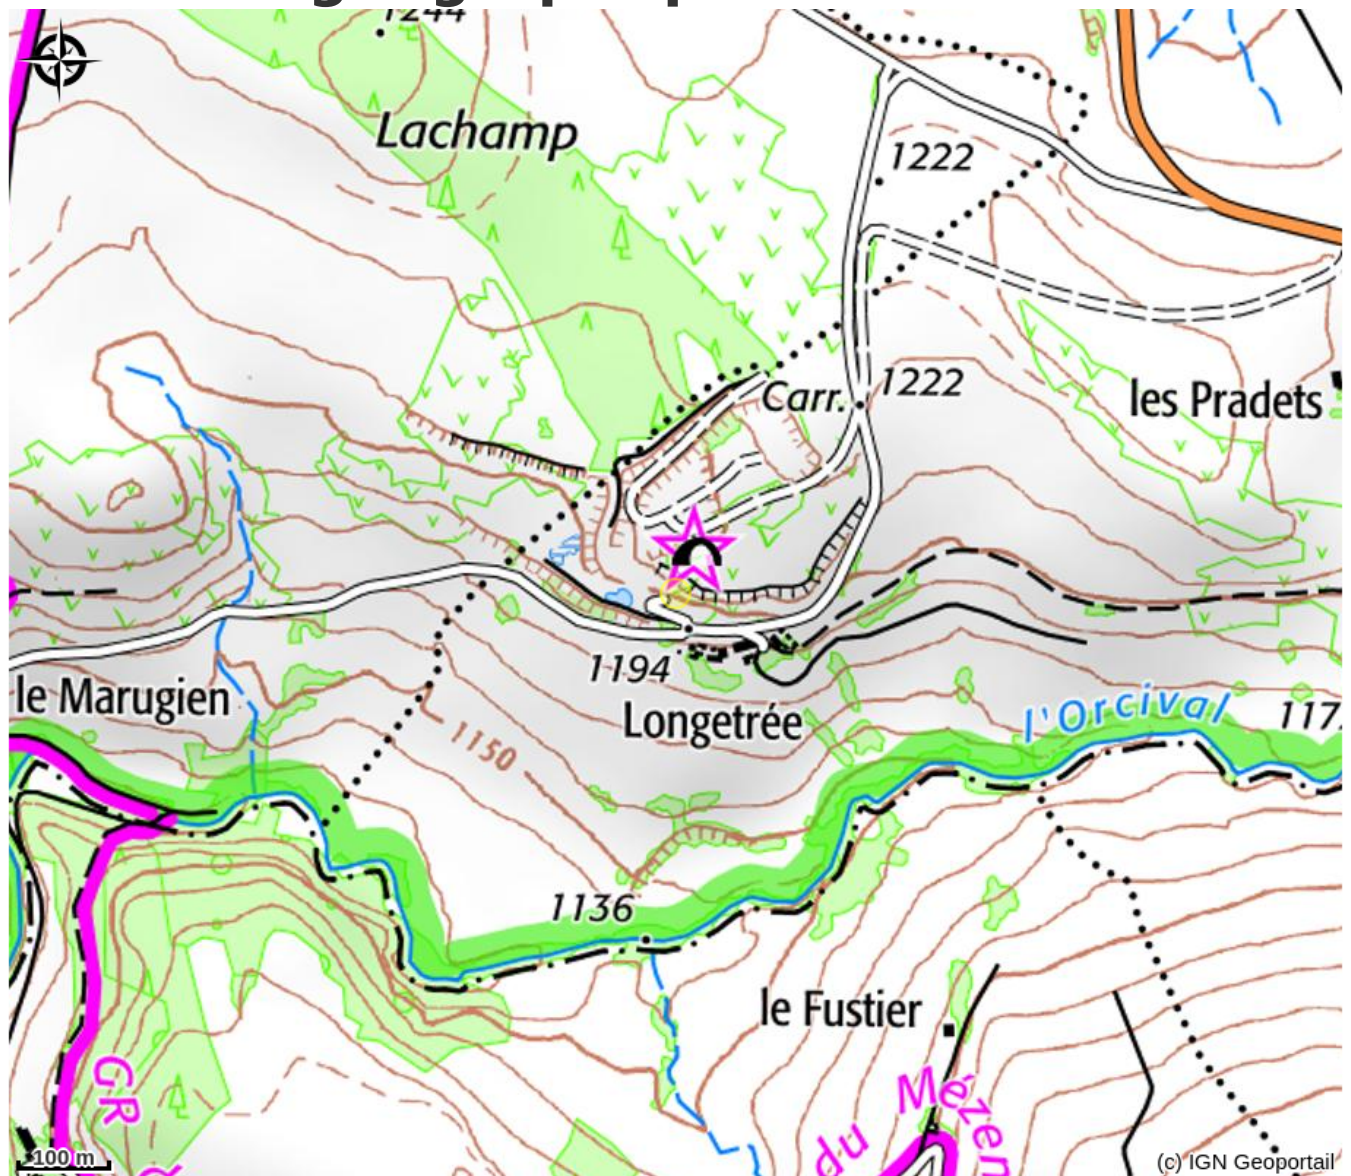 1244
Lachamp
1222
Carr.
1222
les Pradets
1194
le Marugien
Longetrée
l'Orcival
117
1150
1136
le Fustier
GR
du Mézen
100 m
(c) IGN Geoportail